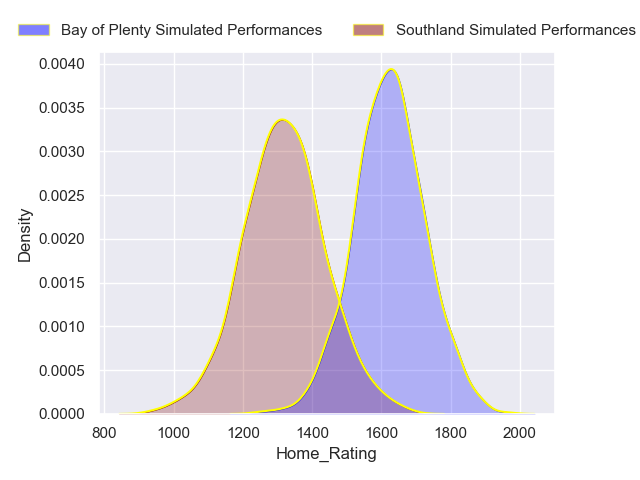 Bay of Plenty Simulated Performances Southland Simulated Performances
0.0040
0.0035
0.0030
0.0025
0.0020
0.0015
0.0010
0.0005
0.0000
Density
800 1000 1200 1400 1600 1800 2000
Home_Rating